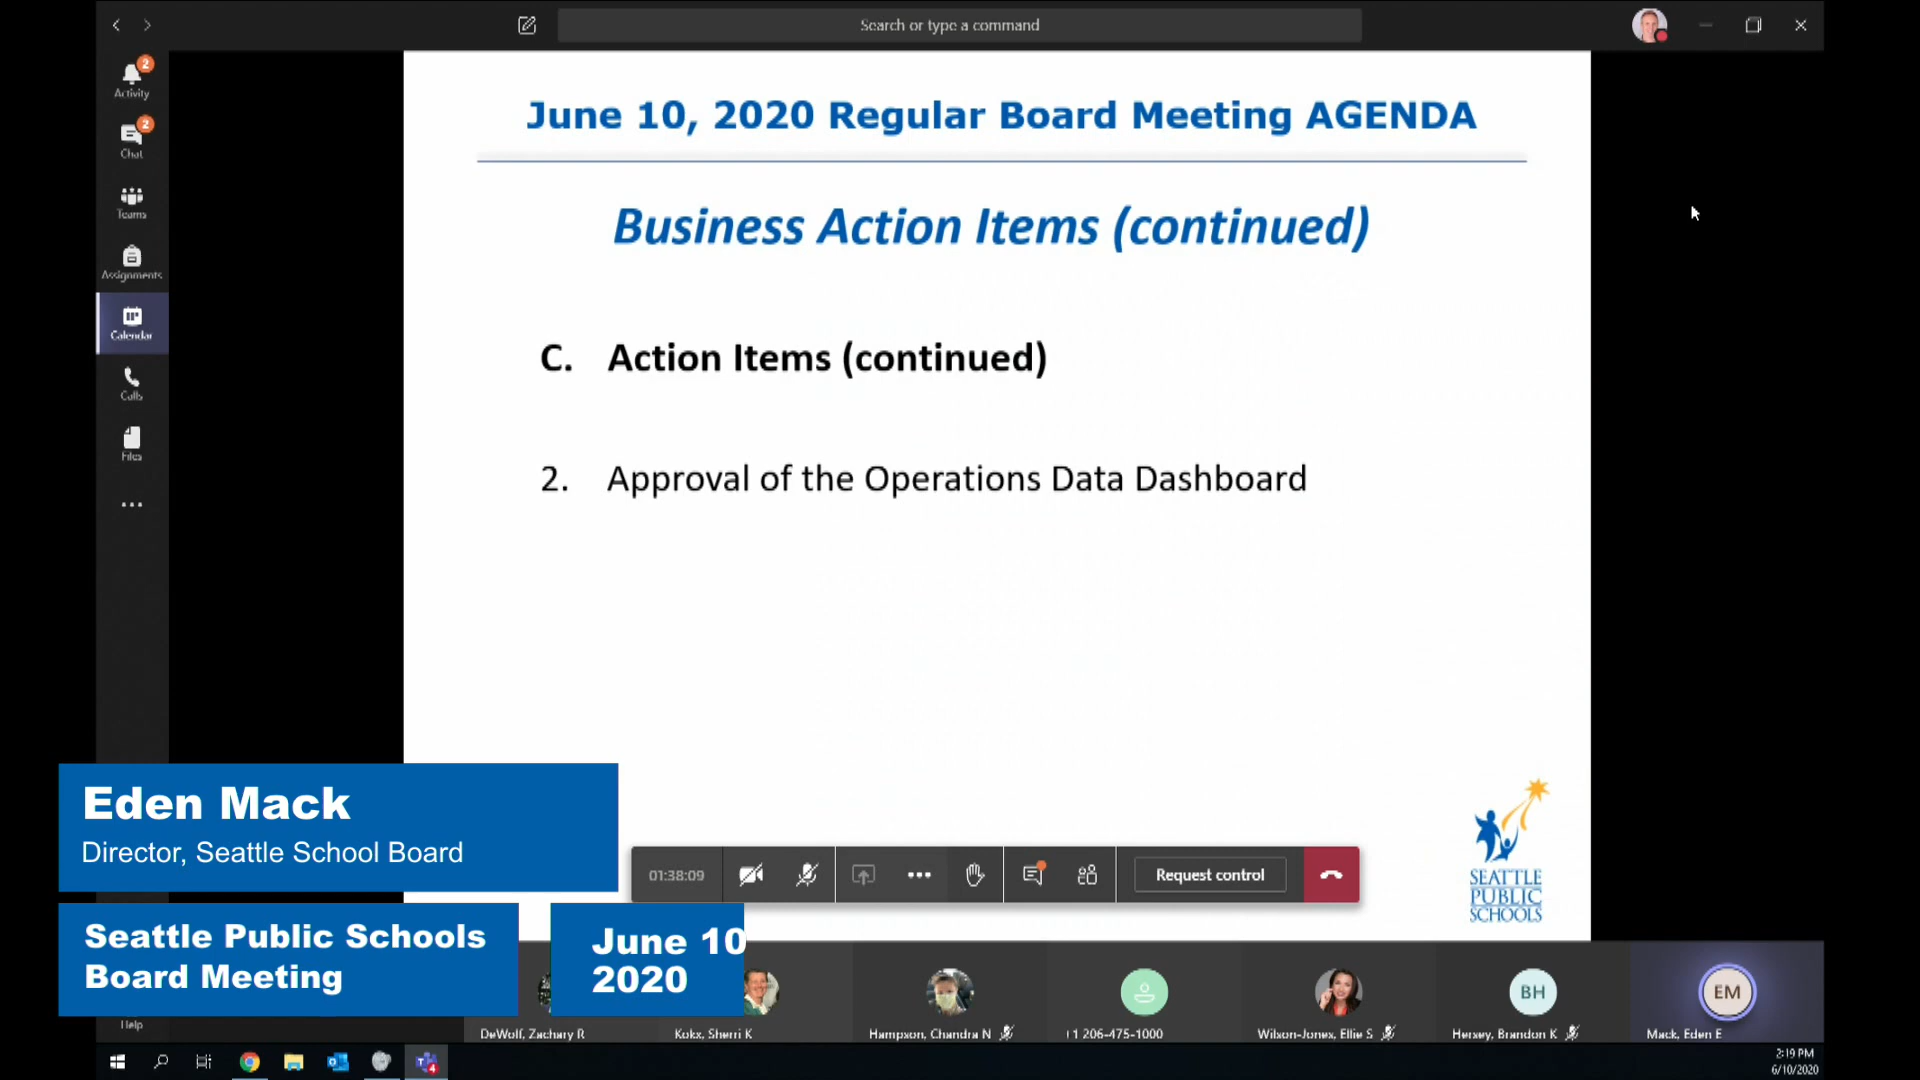 Search or type a command
2
Activity
2
Chat
Teams
Assignments
Calendar
Calls
Files
June 10, 2020 Regular Board Meeting AGENDA
Business Action Items (continued)
C. Action Items (continued)
2. Approval of the Operations Data Dashboard
SEATTLE
PUBLIC
SCHOOLS
Eden Mack
Director, Seattle School Board
01:38:09
Request control
Seattle Public Schools
Board Meeting
June 10
2020
BH
EM
Help
DeWolf, Zachary R
Kokx, Sherri K
Hampson, Chandra N
+1 206-475-1000
Wilson-Jones, Ellie S
Hersey, Brandon K
Mack, Eden E
4
2:19 PM
6/10/2020